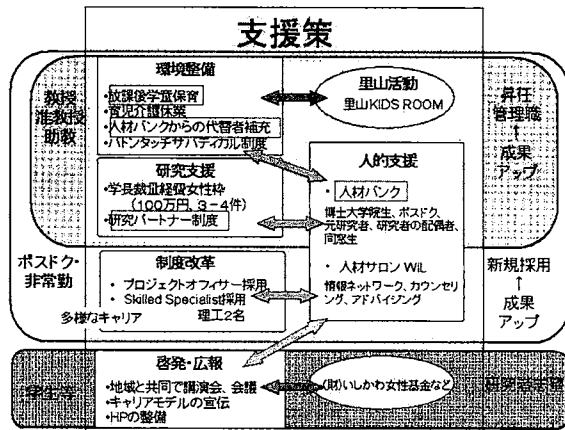 支援策
環境整備
・放課後学童保育
・育児介護休業
・人材バンクからの代替者補充
・バトンタッチサバティカル制度
里山活動
里山KIDS ROOM
教授
准教授
助教
昇任
管理職
↑
成果
アップ
研究支援
・学長裁量経費女性枠
(100万円、3-4件)
・研究パートナー制度
人的支援
・人材バンク
博士大学院生、ポスドク、
元研究者、研究者の配偶者、
同窓生
・人材サロン WiL
情報ネットワーク、カウンセリ
ング、アドバイジング
ポスドク・
非常勤
制度改革
・プロジェクトオフィサー採用
・Skilled Specialist採用
理工2名
多様なキャリア
新規採用
↑
成果
アップ
学生等
啓発・広報
・地域と共同で講演会、会議
・キャリアモデルの宣伝
・HPの整備
(財)いしかわ女性基金など